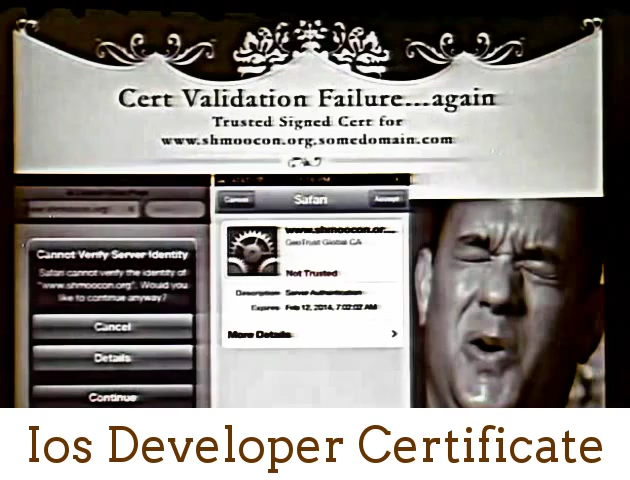 Cert Validation Failure...again
Trusted Signed Cert for
www.shmoocon.org.somedomain.com
Cancel
Safari
Accept
www.shmoocon.or...
GeoTrust Global CA
Not Trusted
Description Server Authentication
Expires Feb 12, 2014, 7:02:02 AM
More Details
Cannot Verify Server Identity
Safari cannot verify the identity of
"www.shmoocon.org". Would you
like to continue anyway?
Cancel
Details
Continue
Ios Developer Certificate